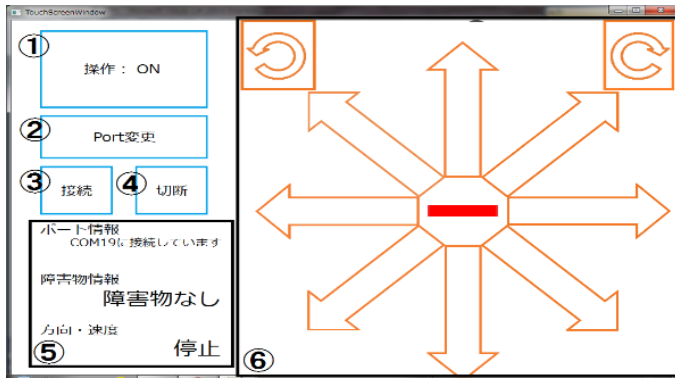 TouchScreenWindow
①
操作： ON
②
Port変更
③
接続
④
切断
ポート情報
COM19に接続しています
障害物情報
障害物なし
方向・速度
停止
⑤
⑥